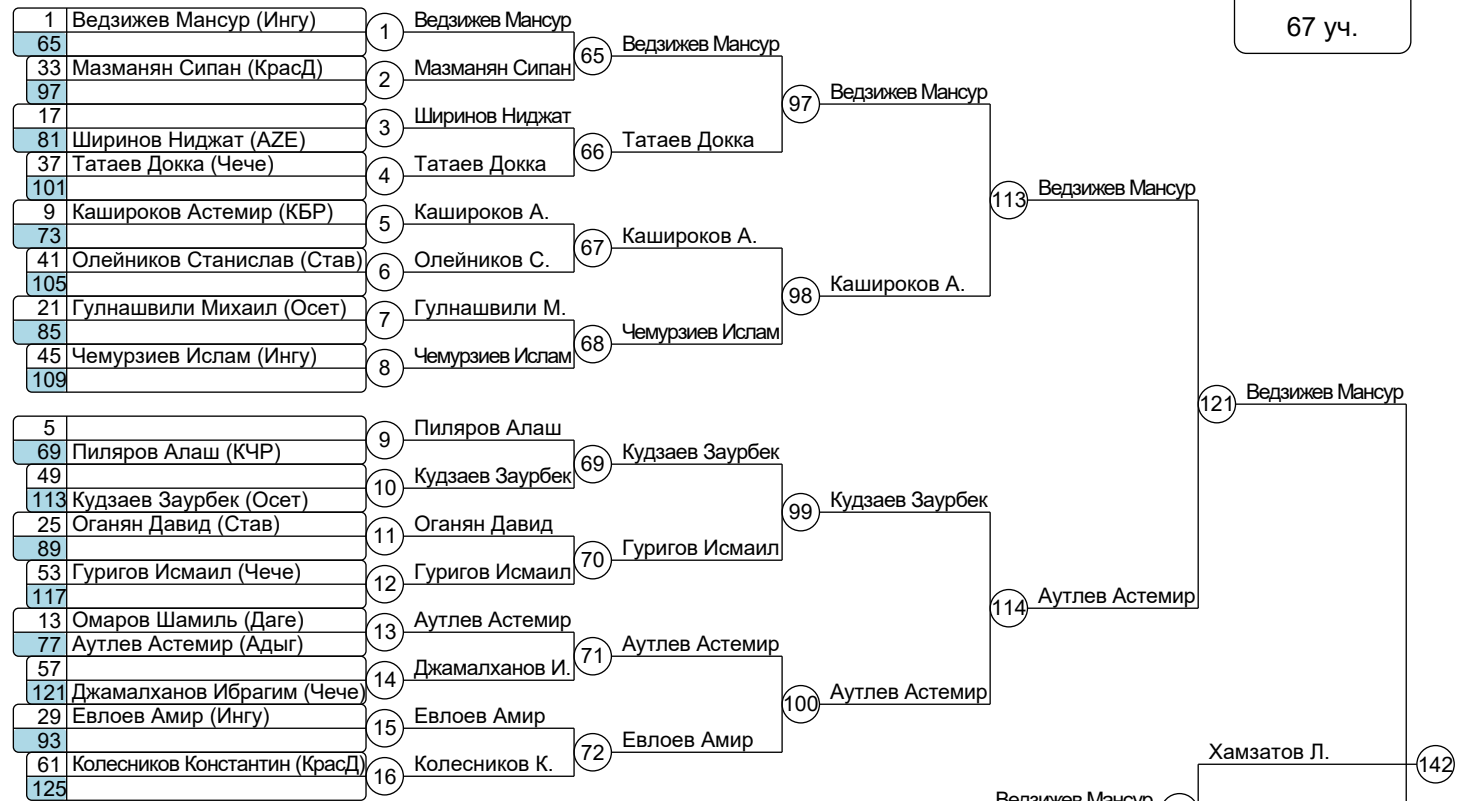 67 уч.
1 Ведзижев Мансур (Ингу)
65
33 Мазманян Сипан (КрасД)
97
17
81 Ширинов Ниджат (AZE)
37 Татаев Докка (Чече)
101
9 Кашироков Астемир (КБР)
73
41 Олейников Станислав (Став)
105
21 Гулнашвили Михаил (Осет)
85
45 Чемурзиев Ислам (Ингу)
109
5
69 Пиляров Алаш (КЧР)
49
113 Кудзаев Заурбек (Осет)
25 Оганян Давид (Став)
89
53 Гуригов Исмаил (Чече)
117
13 Омаров Шамиль (Даге)
77 Аутлев Астемир (Адыг)
57
121 Джамалханов Ибрагим (Чече)
29 Евлоев Амир (Ингу)
93
61 Колесников Константин (КрасД)
125
1 Ведзижев Мансур
2 Мазманян Сипан
3 Ширинов Ниджат
4 Татаев Докка
5 Кашироков А.
6 Олейников С.
7 Гулнашвили М.
8 Чемурзиев Ислам
9 Пиляров Алаш
10 Кудзаев Заурбек
11 Оганян Давид
12 Гуригов Исмаил
13 Аутлев Астемир
14 Джамалханов И.
15 Евлоев Амир
16 Колесников К.
65 Ведзижев Мансур
66 Татаев Докка
67 Кашироков А.
68 Чемурзиев Ислам
69 Кудзаев Заурбек
70 Гуригов Исмаил
71 Аутлев Астемир
72 Евлоев Амир
97 Ведзижев Мансур
98 Кашироков А.
99 Кудзаев Заурбек
100 Аутлев Астемир
113 Ведзижев Мансур
114 Аутлев Астемир
121 Ведзижев Мансур
Хамзатов Л. 142
Ведзижев Мансур